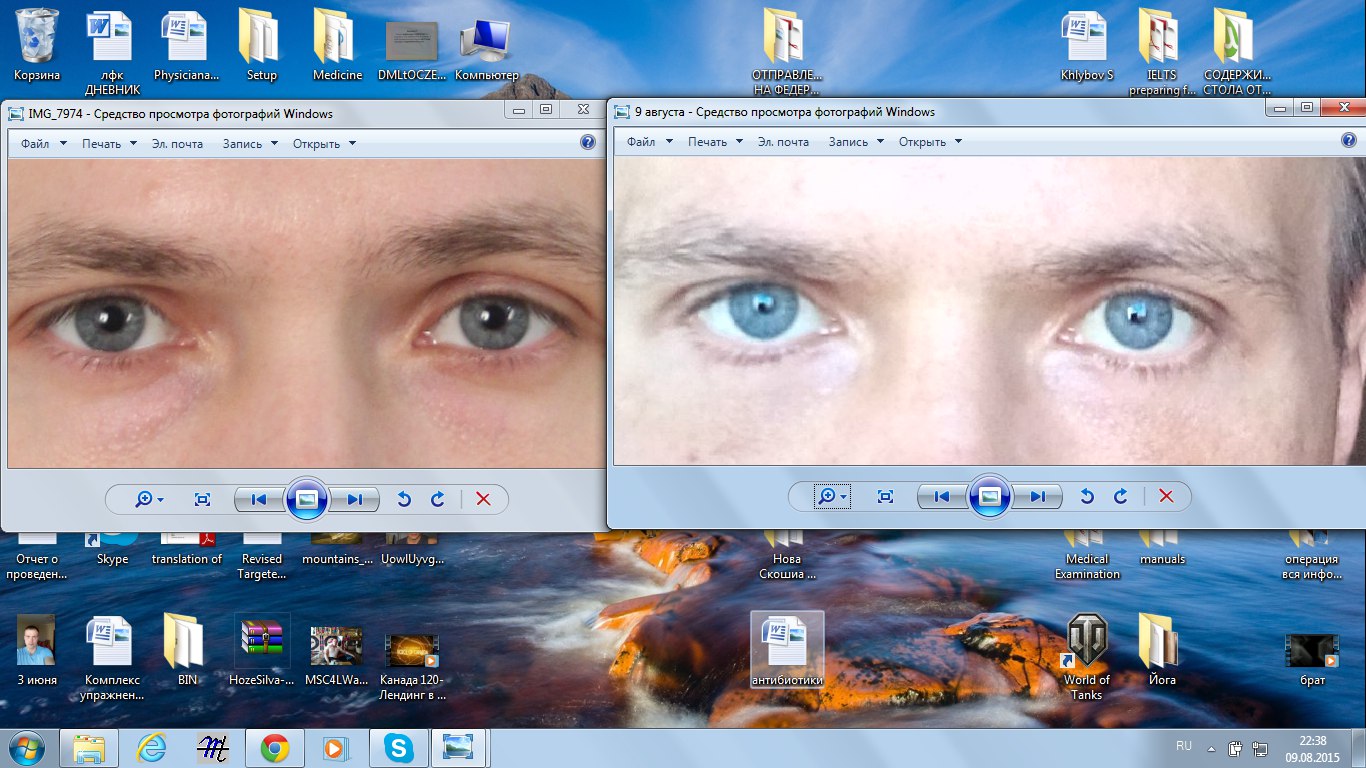 Корзина
лфк
ДНЕВНИК
Physiciana...
Setup
Medicine
DMLtOCZE...
Компьютер
ОТПРАВЛЕ...
НА ФЕДЕР...
Khlybov S
IELTS
preparing f...
СОДЕРЖИ...
СТОЛА ОТ...
IMG_7974 - Средство просмотра фотографий Windows
Файл
Печать
Эл. почта
Запись
Открыть
9 августа - Средство просмотра фотографий Windows
Файл
Печать
Эл. почта
Запись
Открыть
Отчет о
проведен...
Skype
translation of
Revised
Targete...
mountains_...
UowlUyvg...
Нова
Скошиа ...
Medical
Examination
manuals
операция
вся инфо...
3 июня
Комплекс
упражнен...
BIN
HozeSilva-...
MSC4LWa...
Канада 120-
Лендинг в ...
антибиотики
World of
Tanks
Йога
брат
RU
22:38
09.08.2015